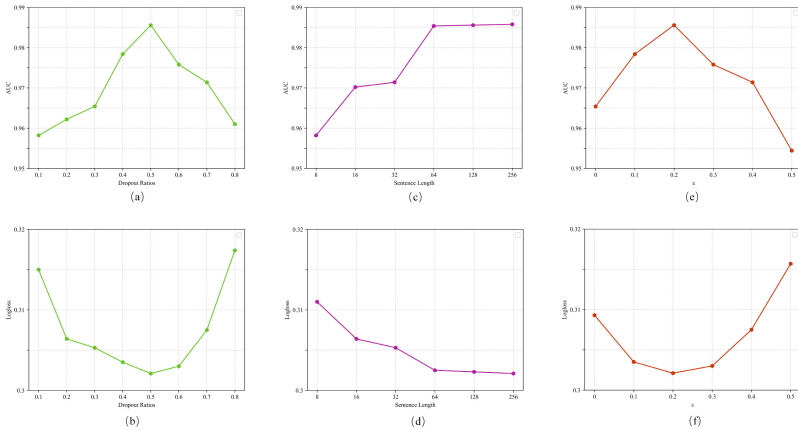 0.99
0.98
0.97
0.96
0.95
AUC
0.1 0.2 0.3 0.4 0.5 0.6 0.7 0.8
Dropout Ratios
(a)
0.99
0.98
0.97
0.96
0.95
AUC
8 16 32 64 128 256
Sentence Length
(c)
0.99
0.98
0.97
0.96
0.95
AUC
0 0.1 0.2 0.3 0.4 0.5
ε
(e)
0.32
0.31
0.3
Logloss
0.1 0.2 0.3 0.4 0.5 0.6 0.7 0.8
Dropout Ratios
(b)
0.32
0.31
0.3
Logloss
8 16 32 64 128 256
Sentence Length
(d)
0.32
0.31
0.3
Logloss
0 0.1 0.2 0.3 0.4 0.5
ε
(f)